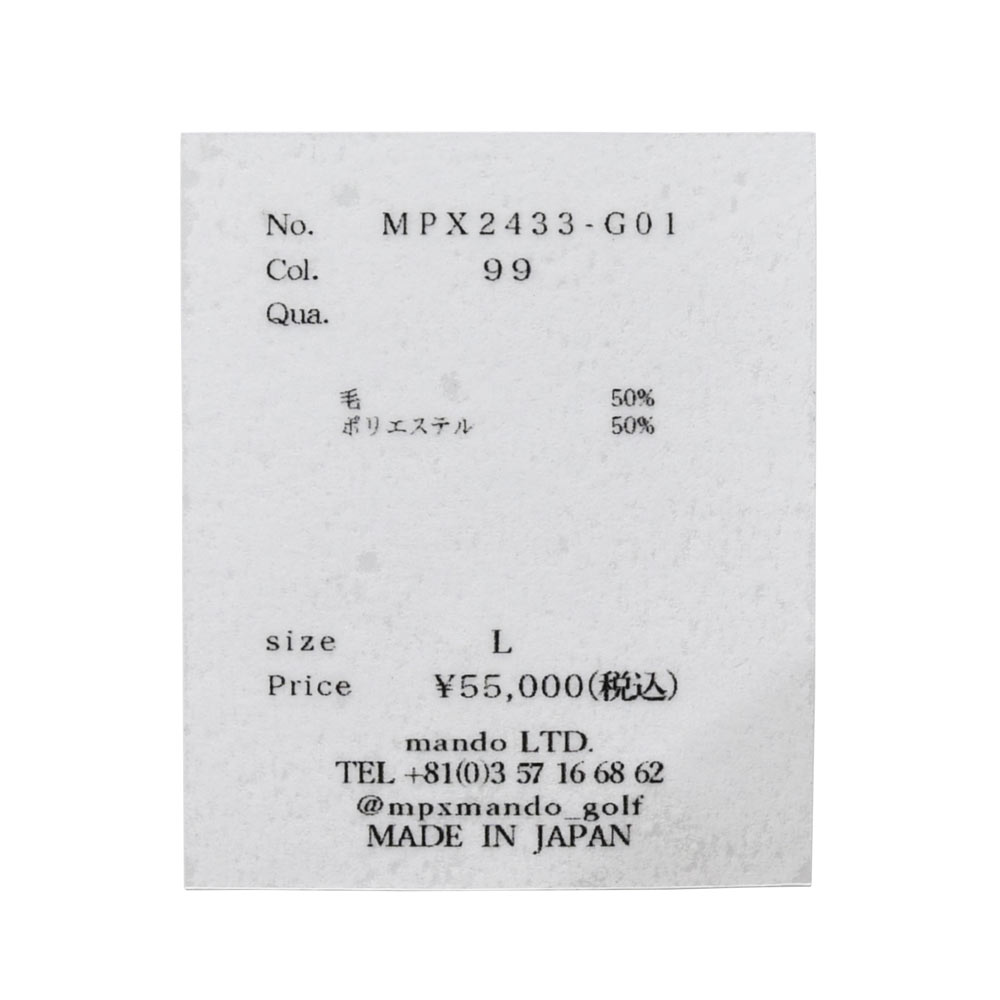 No. MPX2433-G01
Col. 99
Qua.
毛 50%
ポリエステル 50%
size L
Price ¥55,000(税込)
mando LTD.
TEL +81(0)3 57 16 68 62
@mpxmando_golf
MADE IN JAPAN